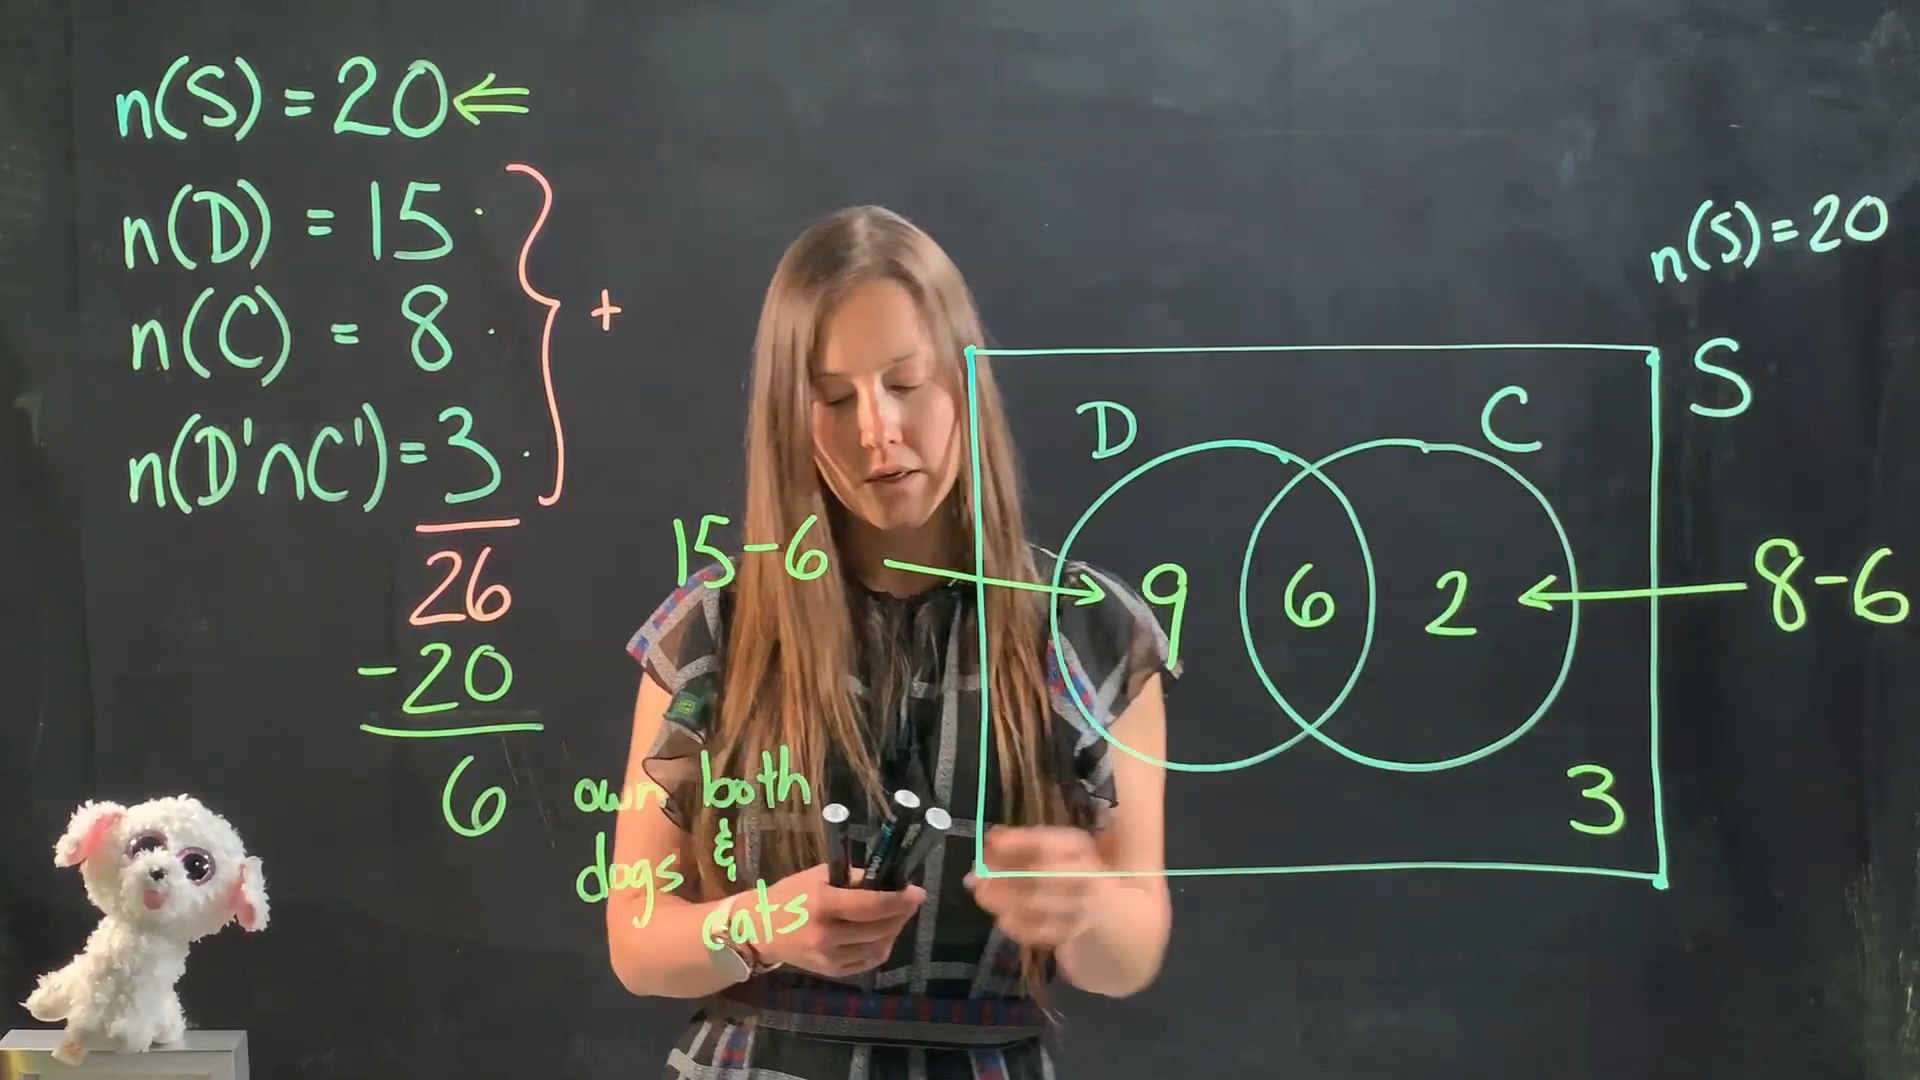 n(S) = 20 ⇐
n(D) = 15
n(C) = 8
+
n(D'∩C') = 3
26
-20
6
own both
dogs &
cats
n(S) = 20
S
D
C
15-6
9
6
2
8-6
3